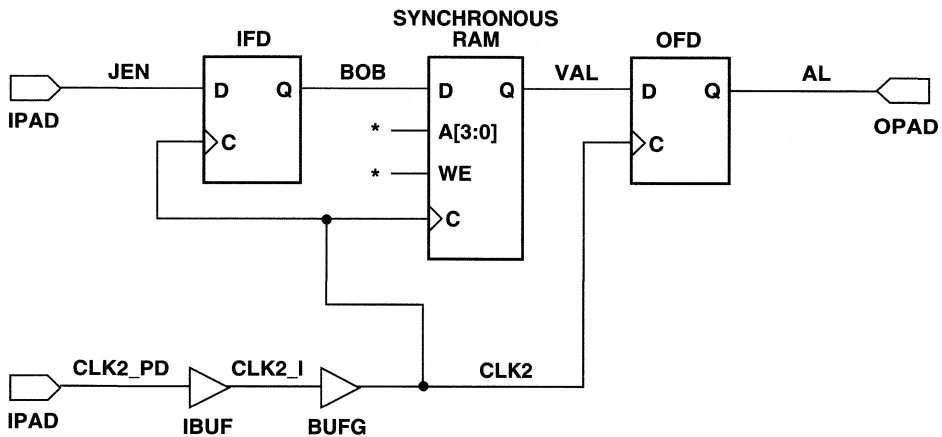 SYNCHRONOUS
IFD
RAM
OFD
JEN
BOB
VAL
AL
D
Q
D
Q
D
Q
IPAD
OPAD
*
A[3:0]
C
C
*
WE
C
CLK2_PD
CLK2_I
CLK2
IPAD
IBUF
BUFG